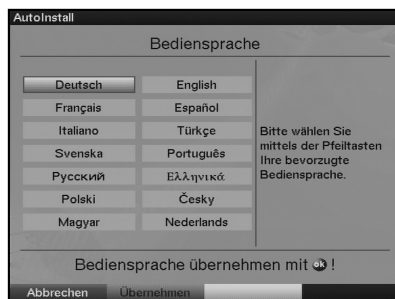 AutoInstall
Bediensprache
Deutsch English
Français Español
Italiano Türkçe
Svenska Português
Русский Ελληνικά
Polski Česky
Magyar Nederlands
Bitte wählen Sie
mittels der Pfeiltasten
Ihre bevorzugte
Bediensprache.
Bediensprache übernehmen mit ok !
Abbrechen Übernehmen